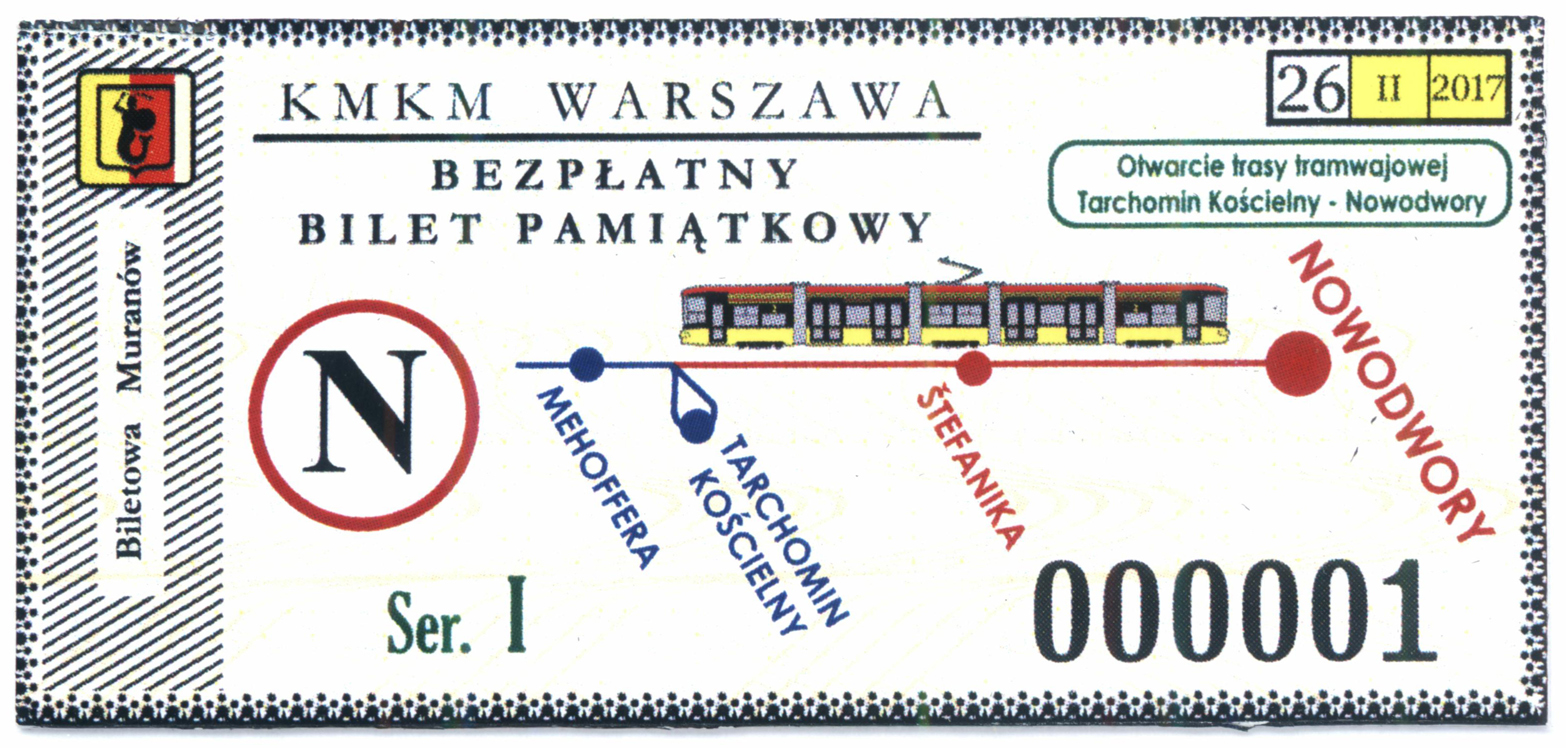 KMKM WARSZAWA
BEZPŁATNY
BILET PAMIĄTKOWY
26 II 2017
Otwarcie trasy tramwajowej
Tarchomin Kościelny - Nowodwory
Biletowa Muranów
N
MEHOFFERA
TARCHOMIN
KOŚCIELNY
ŠTEFANIKA
NOWODWORY
Ser. I
000001